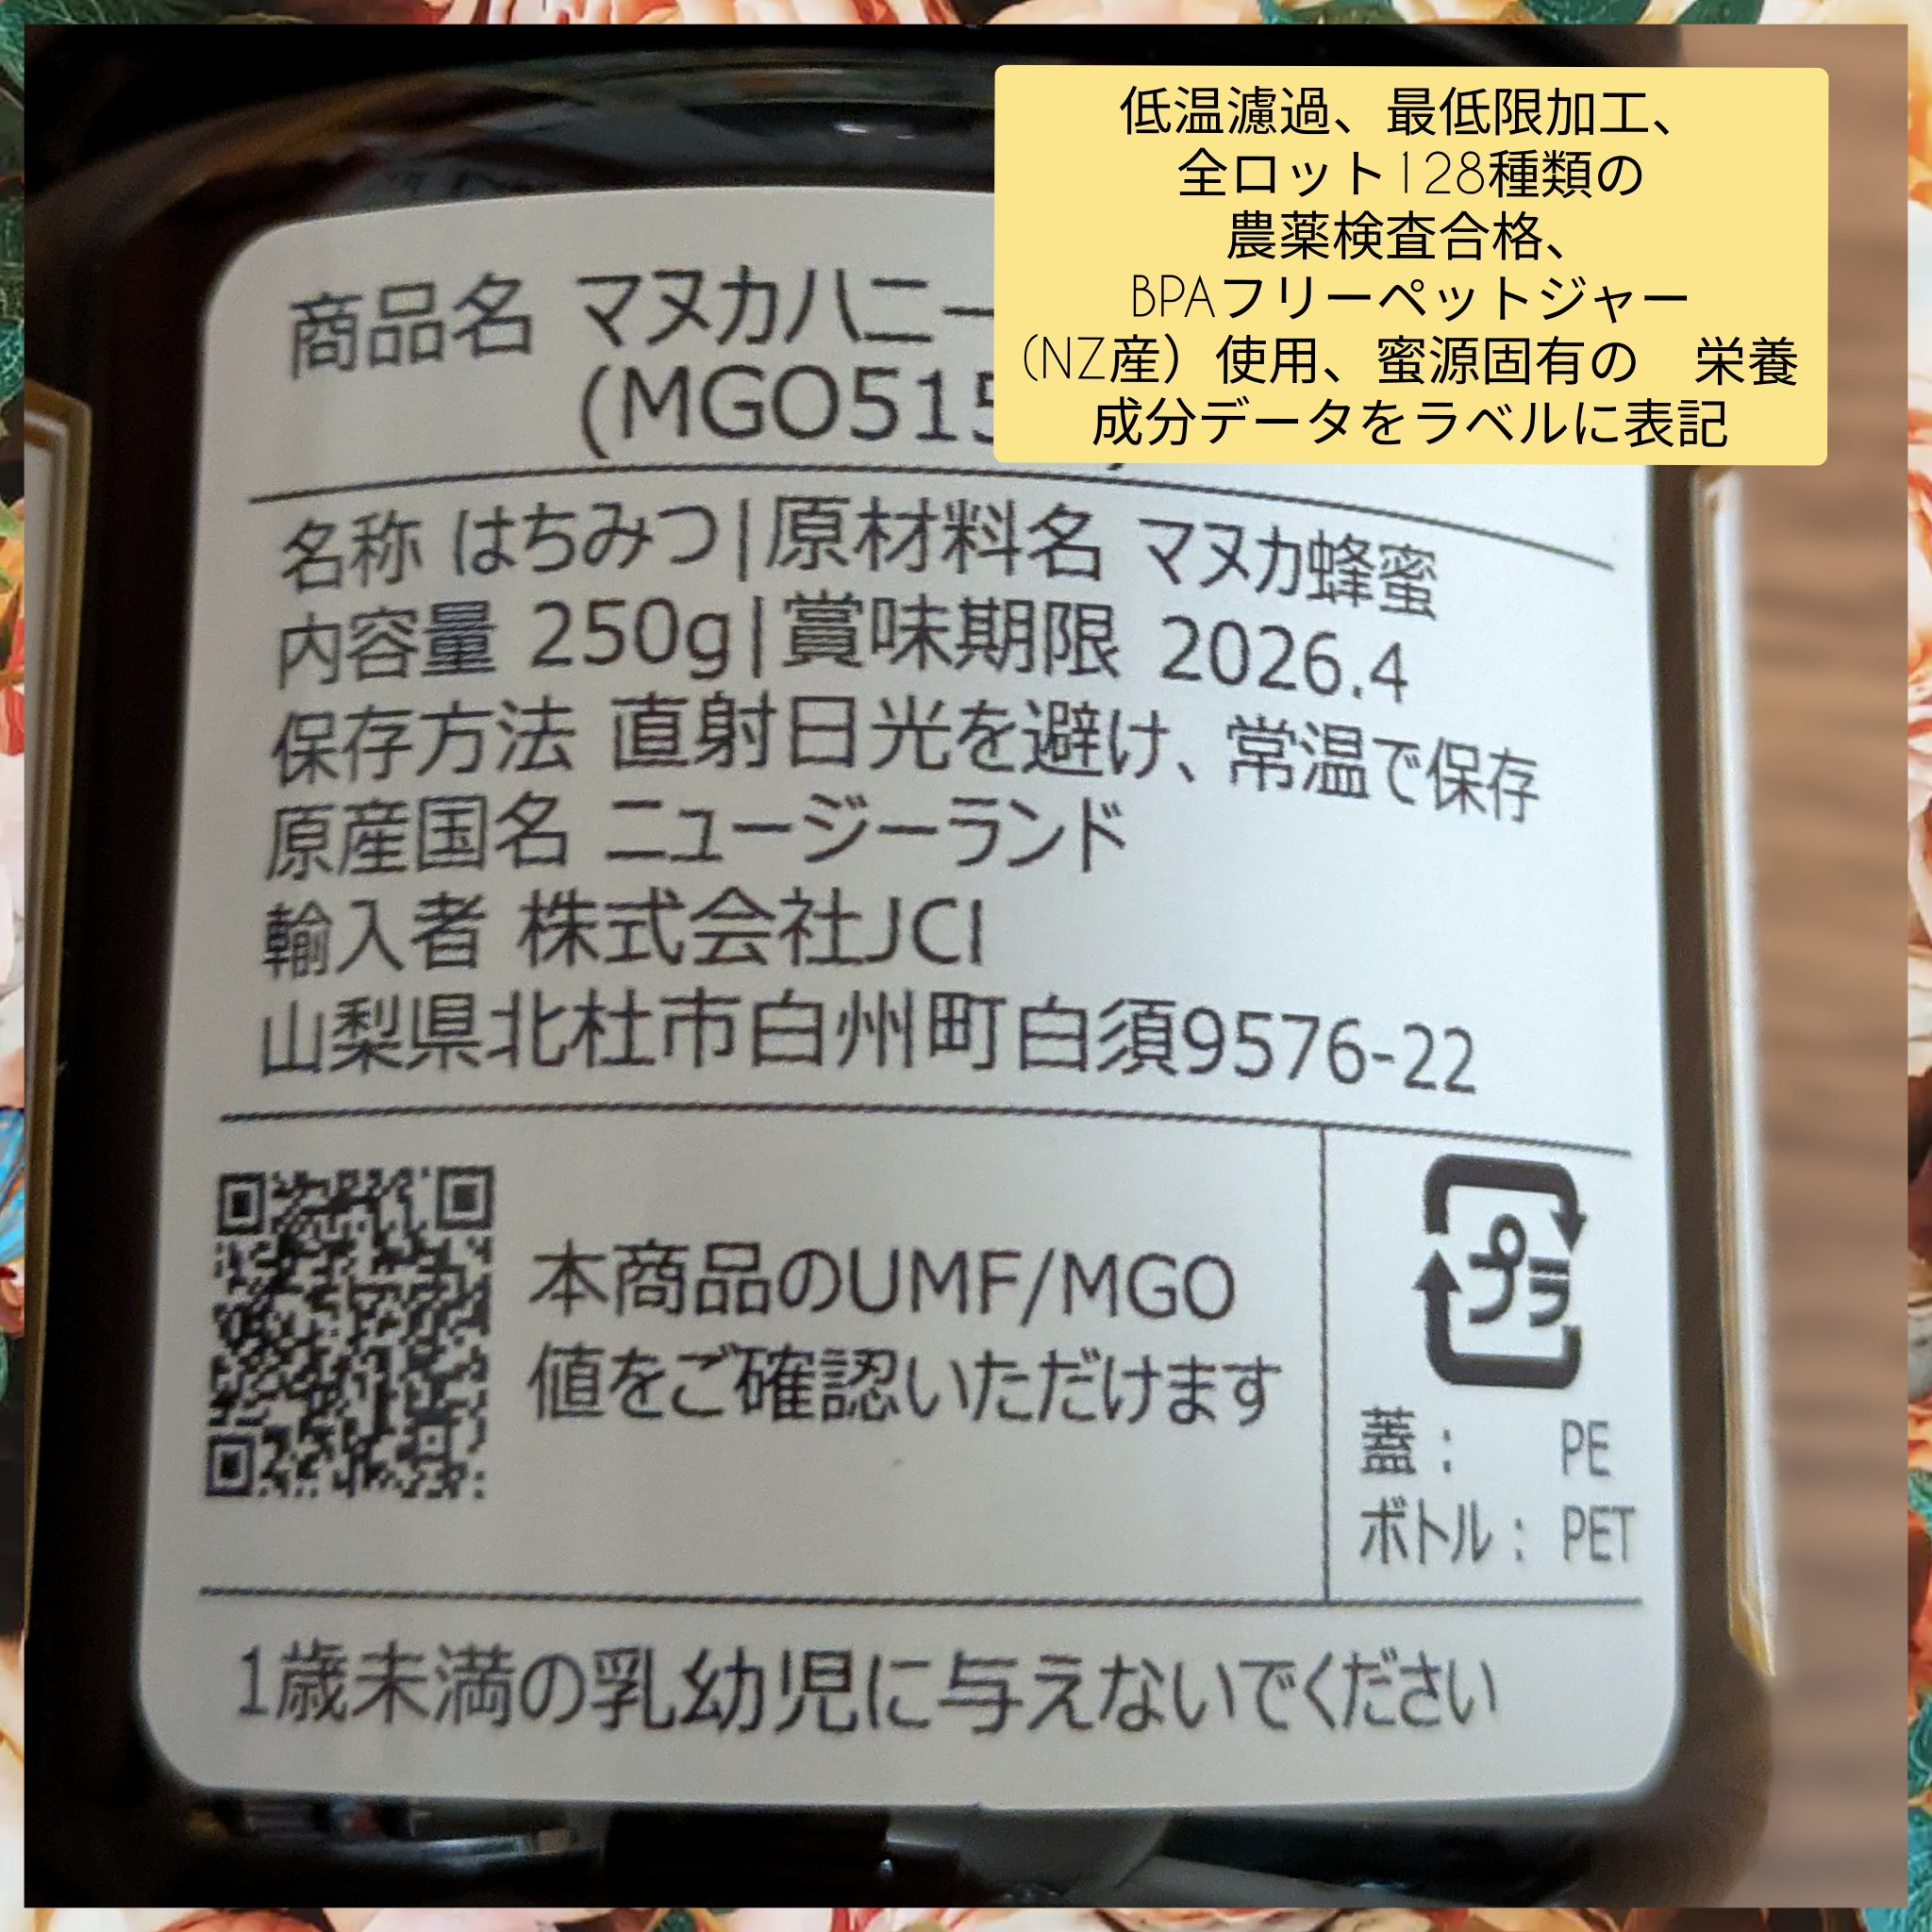 低温濾過、最低限加工、
全ロット128種類の
農薬検査合格、
BPAフリーペットジャー
(NZ産）使用、蜜源固有の　栄養
成分データをラベルに表記
商品名 マヌカハニー
(MGO515
名称 はちみつ|原材料名 マヌカ蜂蜜
内容量 250g|賞味期限 2026.4
保存方法 直射日光を避け、常温で保存
原産国名 ニュージーランド
輸入者 株式会社JCI
山梨県北杜市白州町白須9576-22
本商品のUMF/MGO
値をご確認いただけます
プラ
蓋： PE
ボトル： PET
1歳未満の乳幼児に与えないでください